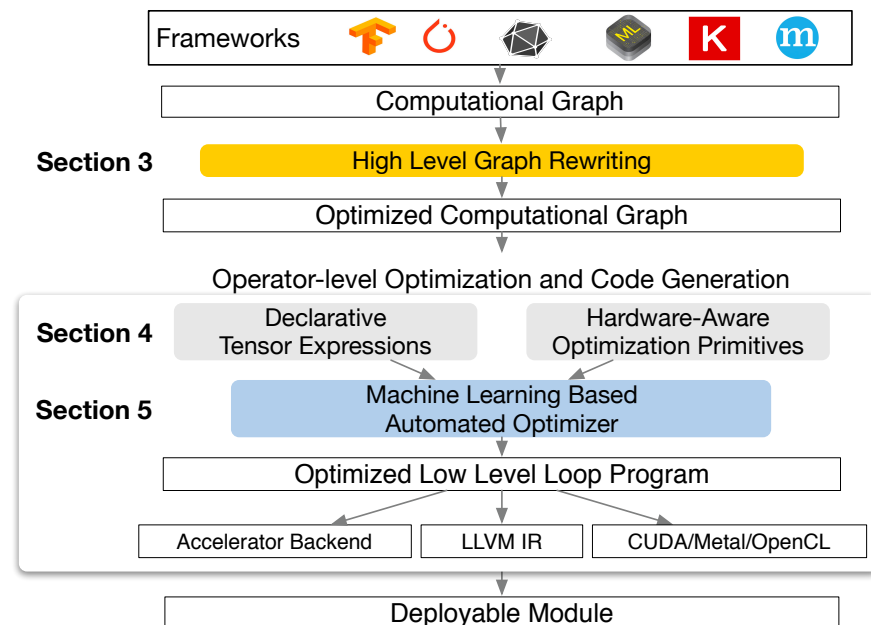 Frameworks
ML
K
m
Computational Graph
Section 3
High Level Graph Rewriting
Optimized Computational Graph
Operator-level Optimization and Code Generation
Section 4
Declarative
Tensor Expressions
Hardware-Aware
Optimization Primitives
Section 5
Machine Learning Based
Automated Optimizer
Optimized Low Level Loop Program
Accelerator Backend
LLVM IR
CUDA/Metal/OpenCL
Deployable Module